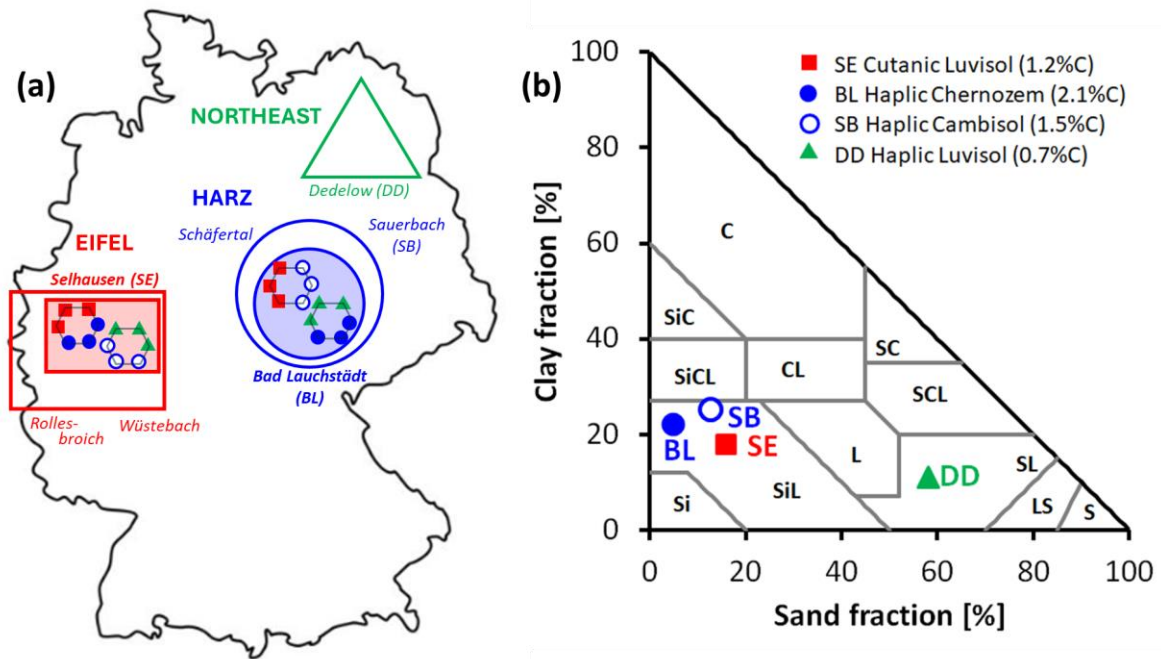 (a)
NORTHEAST
Dedelow (DD)
HARZ
Schäfertal
Sauerbach
(SB)
EIFEL
Selhausen (SE)
Bad Lauchstädt
(BL)
Rolles-
broich
Wüstebach
(b)
SE Cutanic Luvisol (1.2%C)
BL Haplic Chernozem (2.1%C)
SB Haplic Cambisol (1.5%C)
DD Haplic Luvisol (0.7%C)
Clay fraction [%]
100
80
60
40
20
0
C
SiC
SC
SiCL
CL
SCL
SB
BL
SE
L
SL
DD
Si
SiL
LS
S
0
20
40
60
80
100
Sand fraction [%]